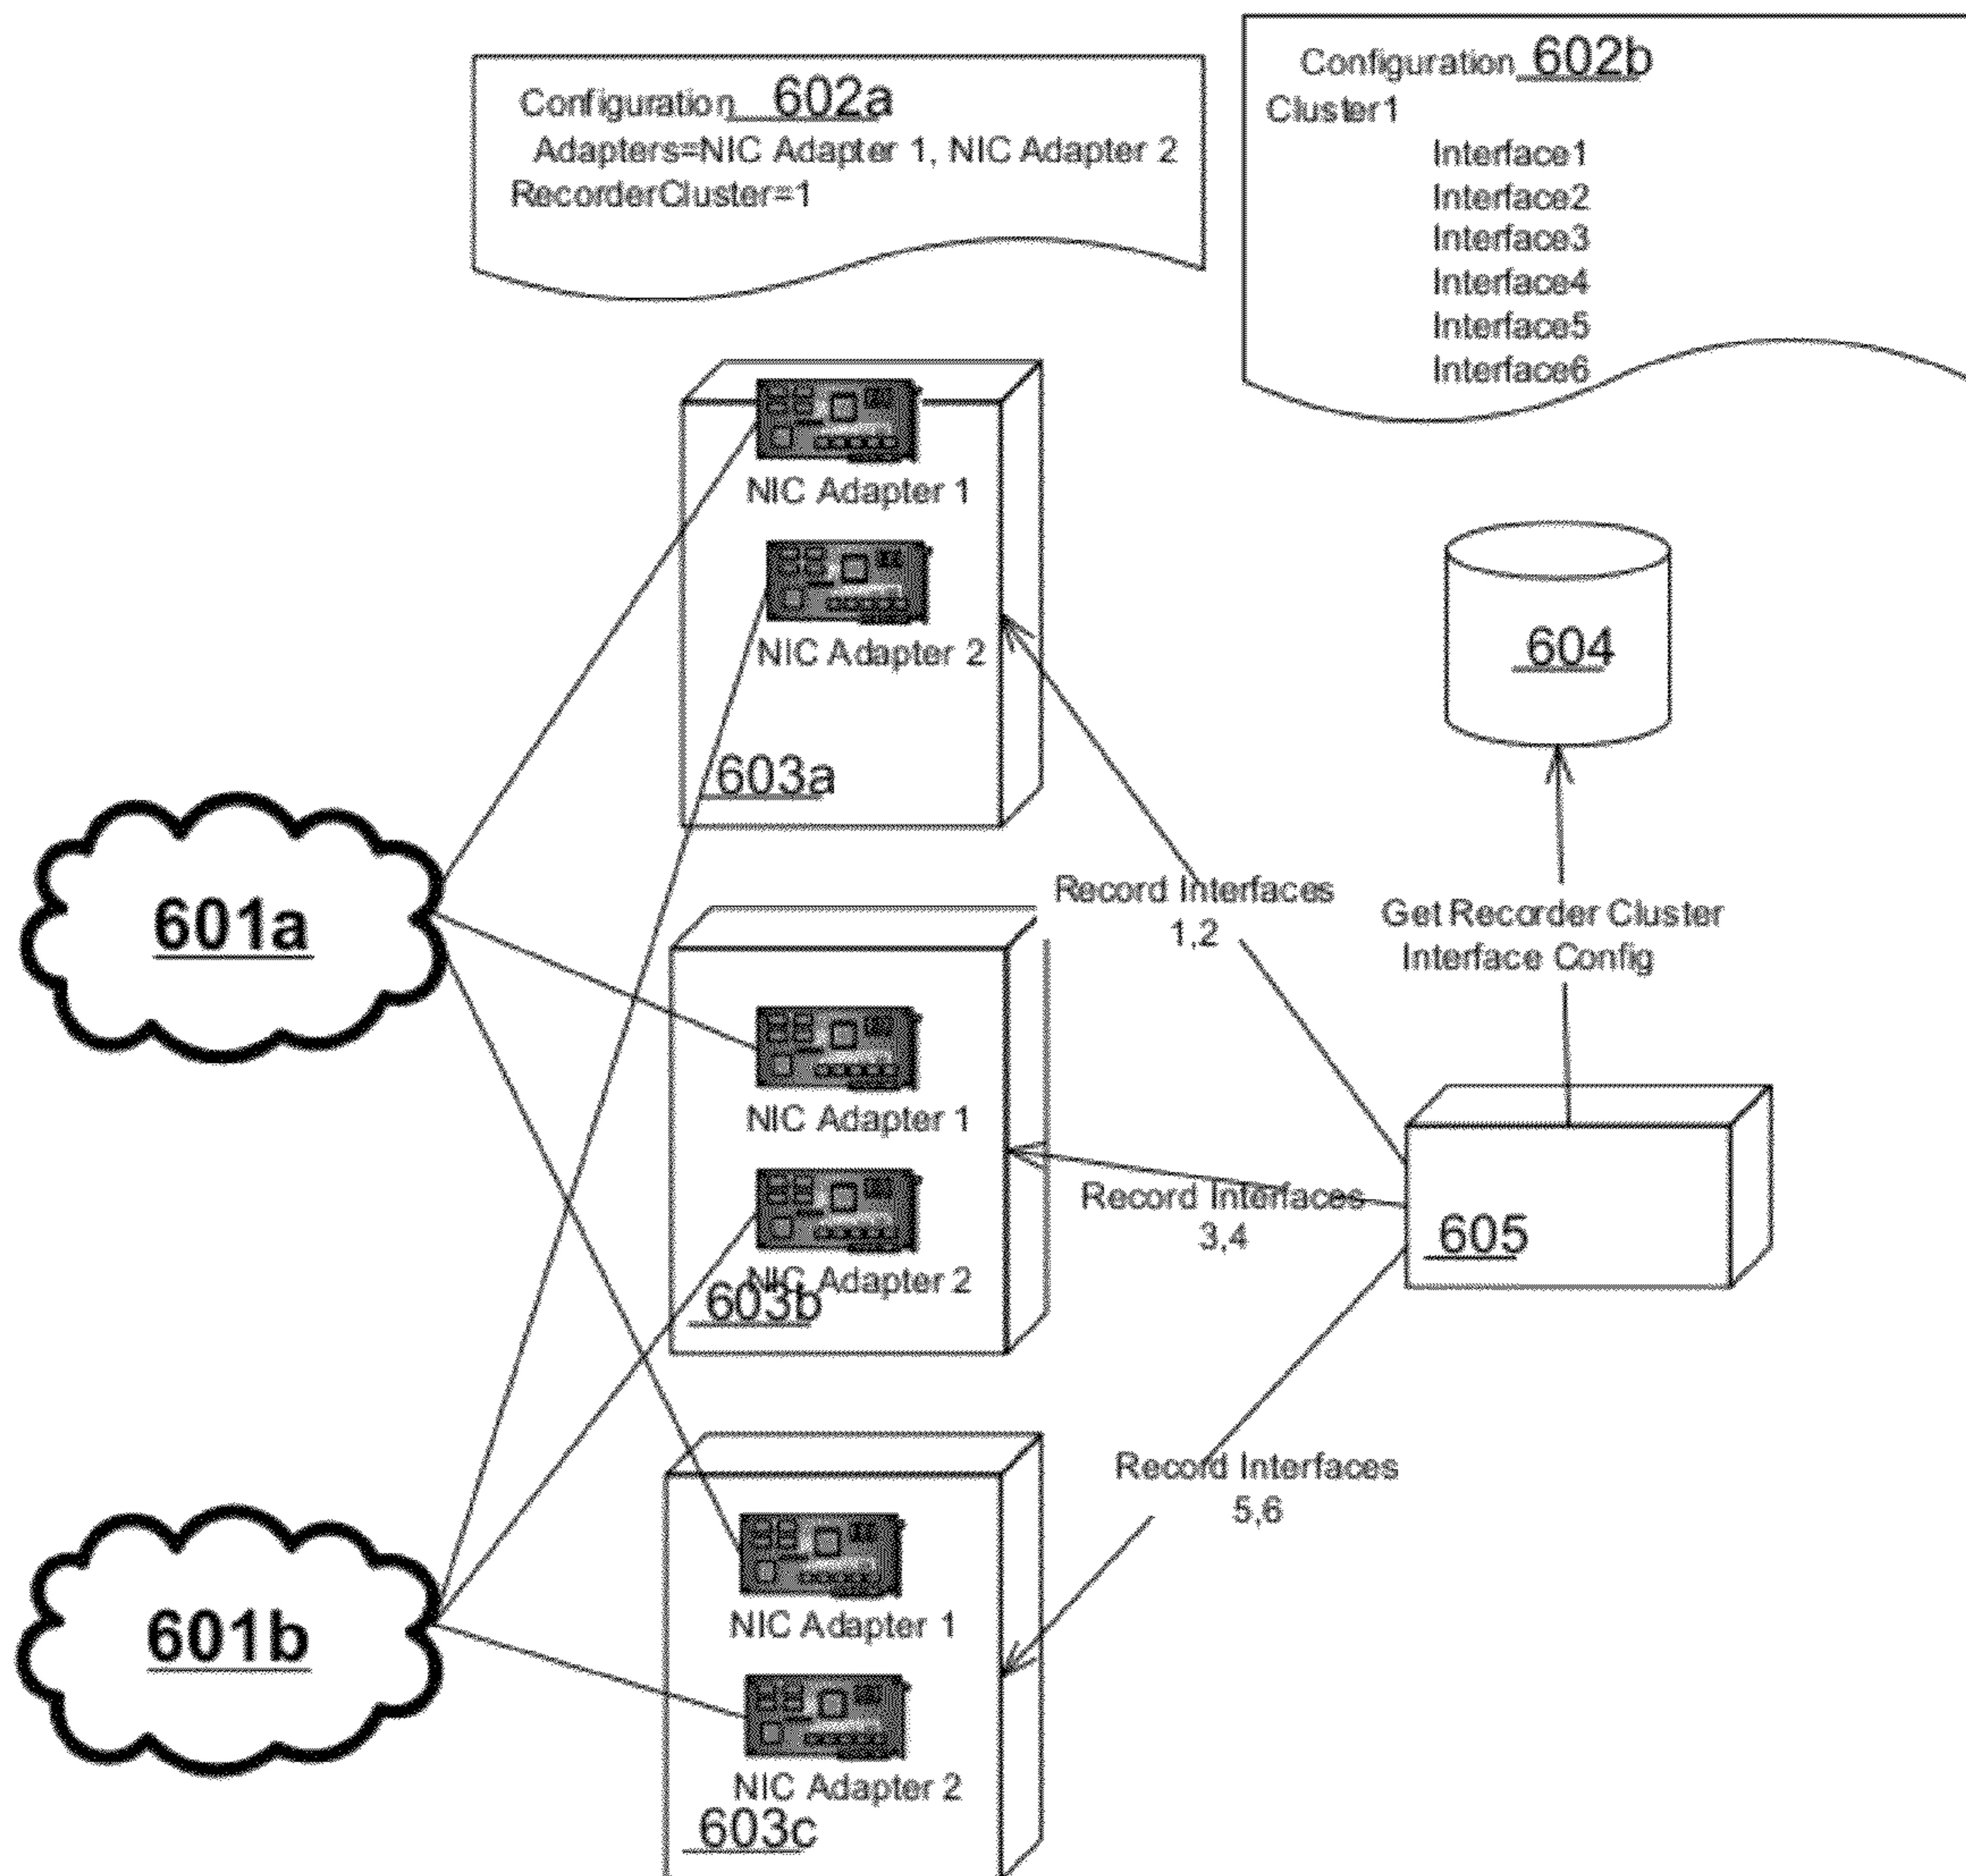 Configuration 602a
Adapters=NIC Adapter 1, NIC Adapter 2
RecorderCluster=1
Configuration 602b
Cluster1
Interface1
Interface2
Interface3
Interface4
Interface5
Interface6
NIC Adapter 1
NIC Adapter 2
603a
604
601a
Record Interfaces
1,2
Get Recorder Cluster
Interface Config
NIC Adapter 1
NIC Adapter 2
603b
Record Interfaces
3,4
605
601b
NIC Adapter 1
NIC Adapter 2
603c
Record Interfaces
5,6